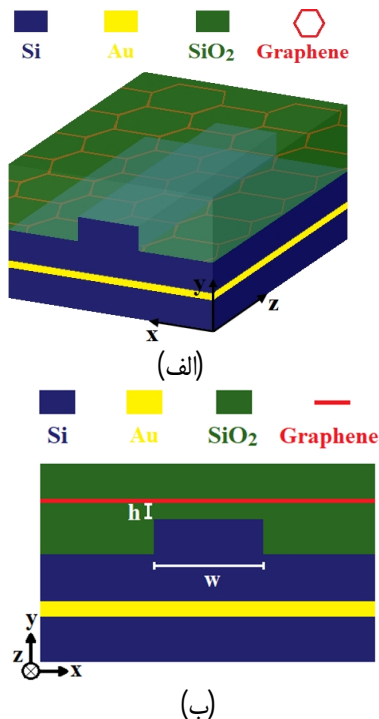 Si Au SiO₂ Graphene
y
z
x
(الف)
Si Au SiO₂ Graphene
h
w
y
z
x
(ب)